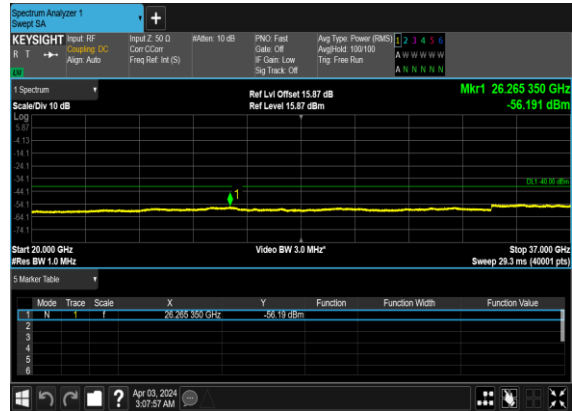 Spectrum Analyzer 1
Swept SA
+
KEYSIGHT Input: RF Input Z: 50 Ω #Atten: 10 dB PNO: Fast Avg Type: Power (RMS) 1 2 3 4 5 6
R T Coupling: DC Corr CCorr Gate: Off Avg|Hold: 100/100 A W W W W W
Align: Auto Freq Ref: Int (S) IF Gain: Low Trig: Free Run
LW Sig Track: Off A N N N N N
1 Spectrum Ref Lvl Offset 15.87 dB Mkr1 26.265 350 GHz
Scale/Div 10 dB Ref Level 15.87 dBm -56.191 dBm
Log
5.87
-4.13
-14.1
-24.1
-34.1
DL1 -40.00 dBm
-44.1
1
-54.1
-64.1
-74.1
Start 20.000 GHz Video BW 3.0 MHz* Stop 37.000 GHz
#Res BW 1.0 MHz Sweep 29.3 ms (40001 pts)
5 Marker Table
Mode Trace Scale X Y Function Function Width Function Value
1 N 1 f 26.265 350 GHz -56.19 dBm
2
3
4
5
6
? Apr 03, 2024
3:07:57 AM